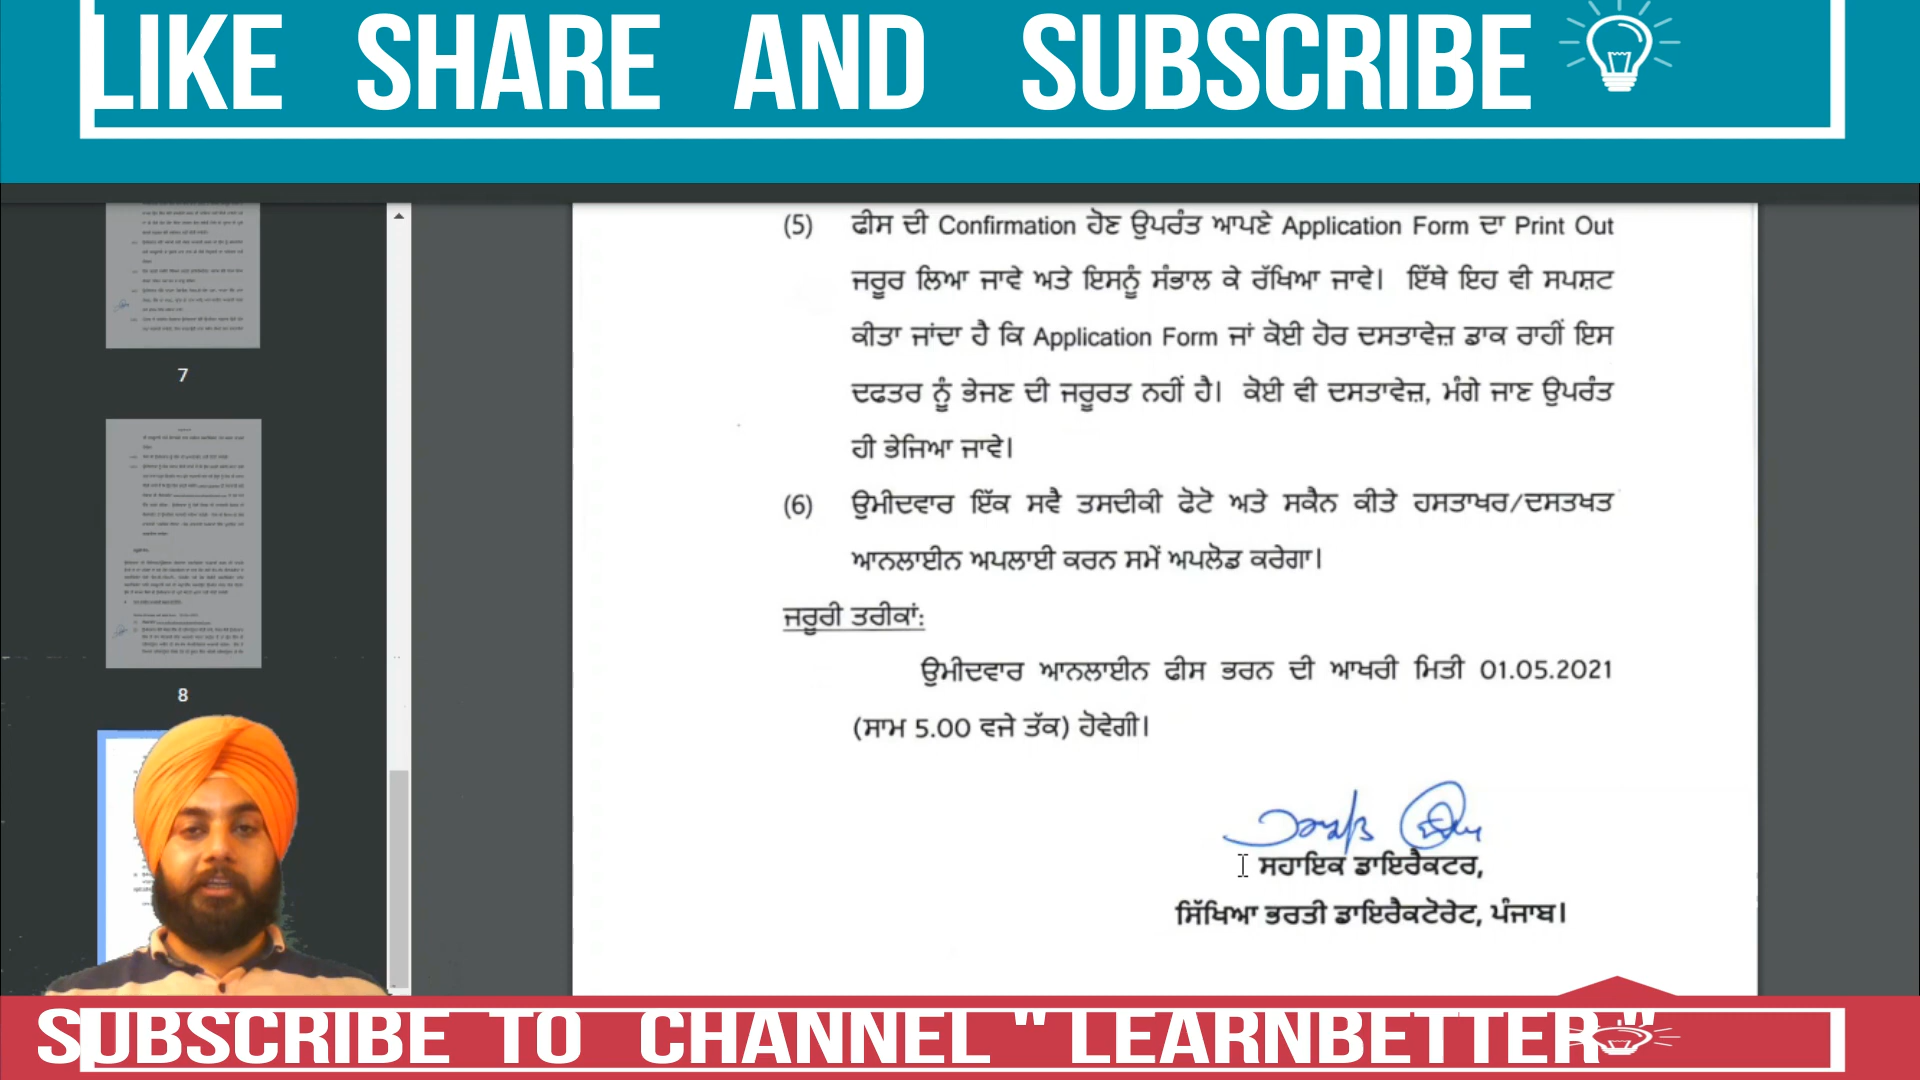 LIKE SHARE AND SUBSCRIBE
7
8
(5) ਫੀਸ ਦੀ Confirmation ਹੋਣ ਉਪਰੰਤ ਆਪਣੇ Application Form ਦਾ Print Out
ਜਰੂਰ ਲਿਆ ਜਾਵੇ ਅਤੇ ਇਸਨੂੰ ਸੰਭਾਲ ਕੇ ਰੱਖਿਆ ਜਾਵੇ। ਇੱਥੇ ਇਹ ਵੀ ਸਪਸ਼ਟ
ਕੀਤਾ ਜਾਂਦਾ ਹੈ ਕਿ Application Form ਜਾਂ ਕੋਈ ਹੋਰ ਦਸਤਾਵੇਜ਼ ਡਾਕ ਰਾਹੀਂ ਇਸ
ਦਫਤਰ ਨੂੰ ਭੇਜਣ ਦੀ ਜਰੂਰਤ ਨਹੀਂ ਹੈ। ਕੋਈ ਵੀ ਦਸਤਾਵੇਜ਼, ਮੰਗੇ ਜਾਣ ਉਪਰੰਤ
ਹੀ ਭੇਜਿਆ ਜਾਵੇ।
(6) ਉਮੀਦਵਾਰ ਇੱਕ ਸਵੈ ਤਸਦੀਕੀ ਫੋਟੋ ਅਤੇ ਸਕੈਨ ਕੀਤੇ ਹਸਤਾਖਰ/ਦਸਤਖਤ
ਆਨਲਾਈਨ ਅਪਲਾਈ ਕਰਨ ਸਮੇਂ ਅਪਲੋਡ ਕਰੇਗਾ।
ਜਰੂਰੀ ਤਰੀਕਾਂ:
ਉਮੀਦਵਾਰ ਆਨਲਾਈਨ ਫੀਸ ਭਰਨ ਦੀ ਆਖਰੀ ਮਿਤੀ 01.05.2021
(ਸਾਮ 5.00 ਵਜੇ ਤੱਕ) ਹੋਵੇਗੀ।
ਸਹਾਇਕ ਡਾਇਰੈਕਟਰ,
ਸਿੱਖਿਆ ਭਰਤੀ ਡਾਇਰੈਕਟੋਰੇਟ, ਪੰਜਾਬ।
SUBSCRIBE TO CHANNEL "LEARNBETTER"